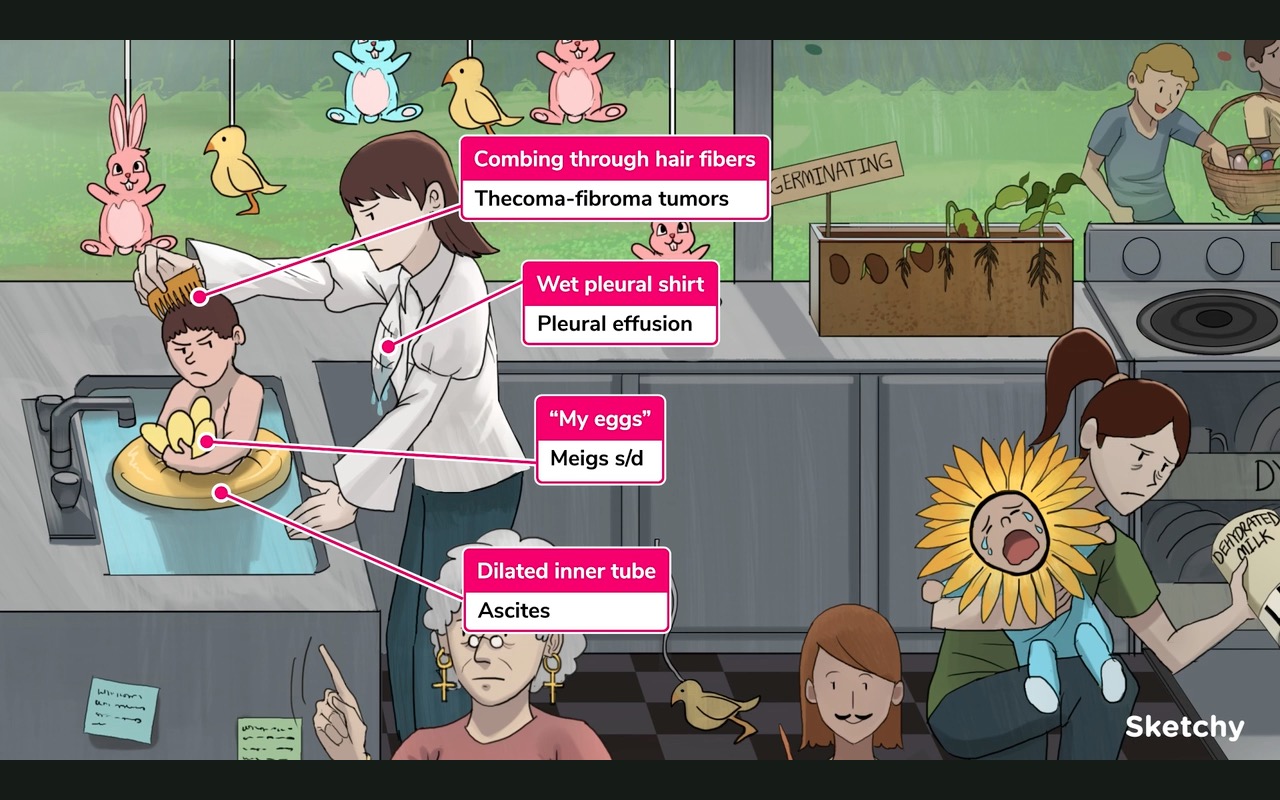 Combing through hair fibers
Thecoma-fibroma tumors
GERMINATING
Wet pleural shirt
Pleural effusion
“My eggs”
Meigs s/d
Dilated inner tube
Ascites
DEHYDRATED
MILK
Sketchy